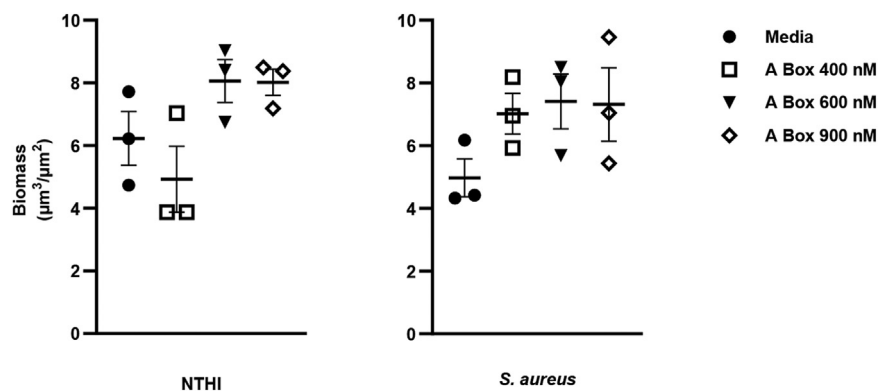 Biomass
(µm³/µm²)
10
8
6
4
2
0
NTHI
10
8
6
4
2
0
S. aureus
Media
A Box 400 nM
A Box 600 nM
A Box 900 nM